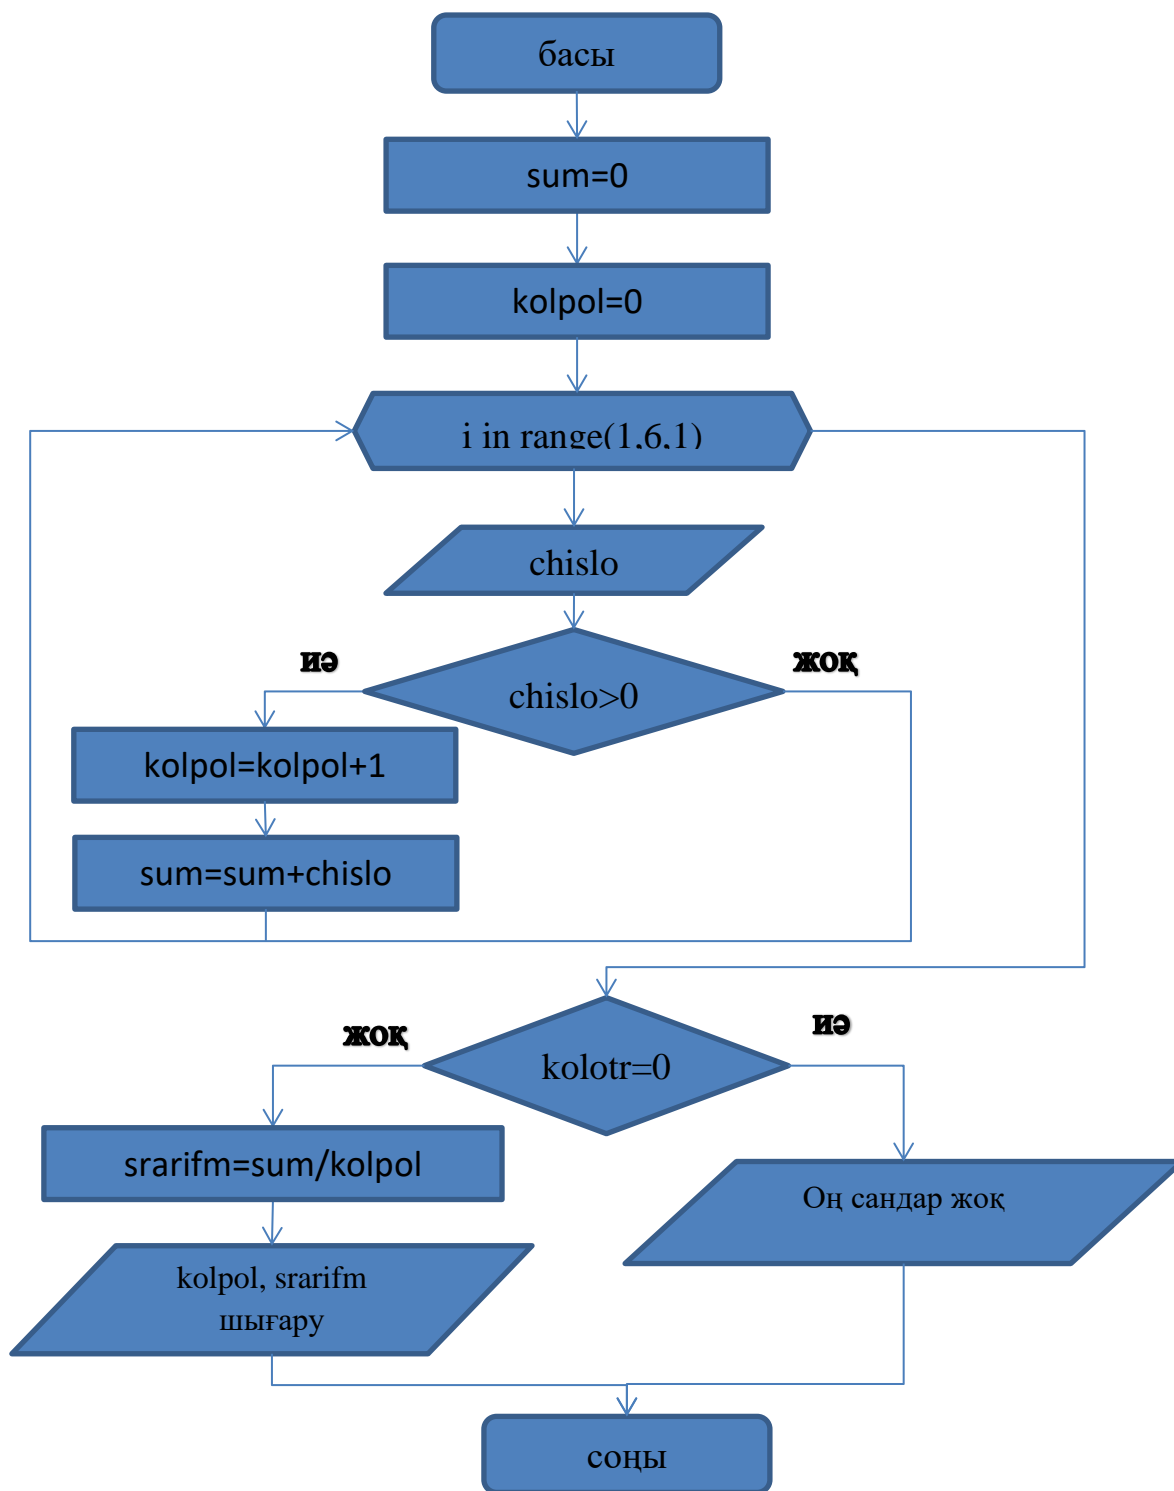 басы
sum=0
kolpol=0
i in range(1,6,1)
chislo
иә
жоқ
chislo>0
kolpol=kolpol+1
sum=sum+chislo
жоқ
иә
kolotr=0
srarifm=sum/kolpol
Оң сандар жоқ
kolpol, srarifm
шығару
соңы